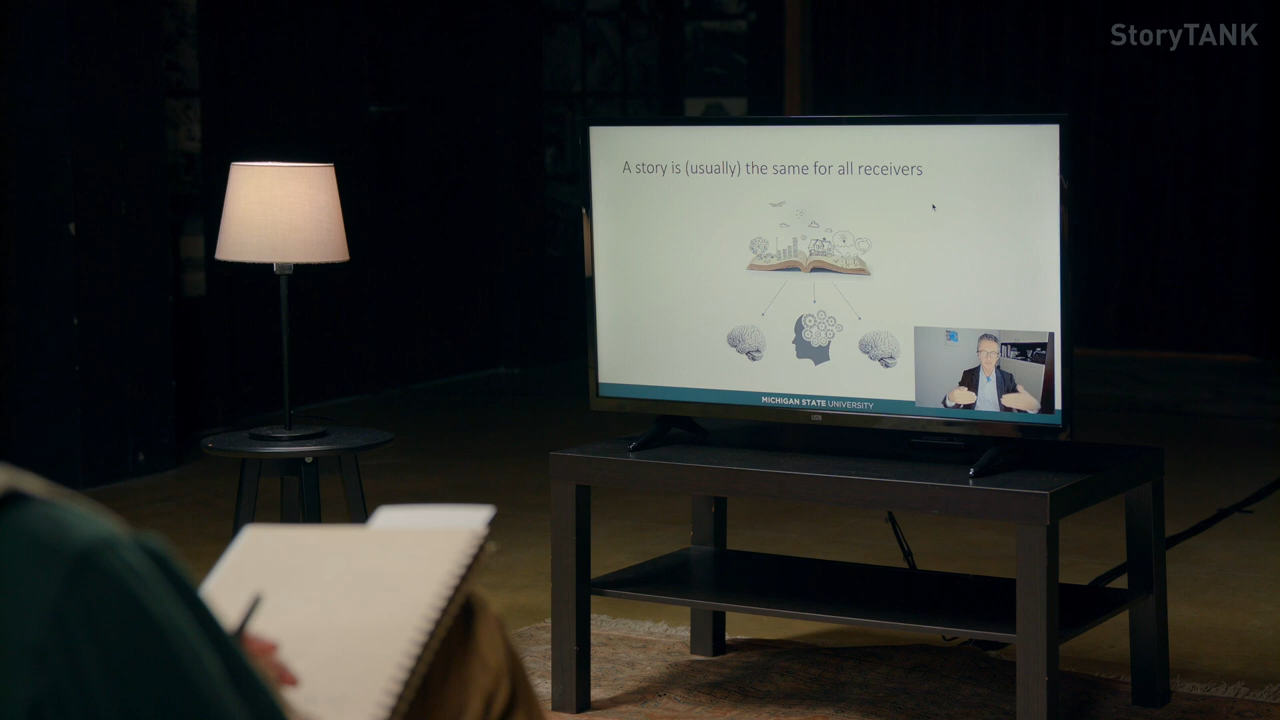 StoryTANK
A story is (usually) the same for all receivers
MICHIGAN STATE UNIVERSITY